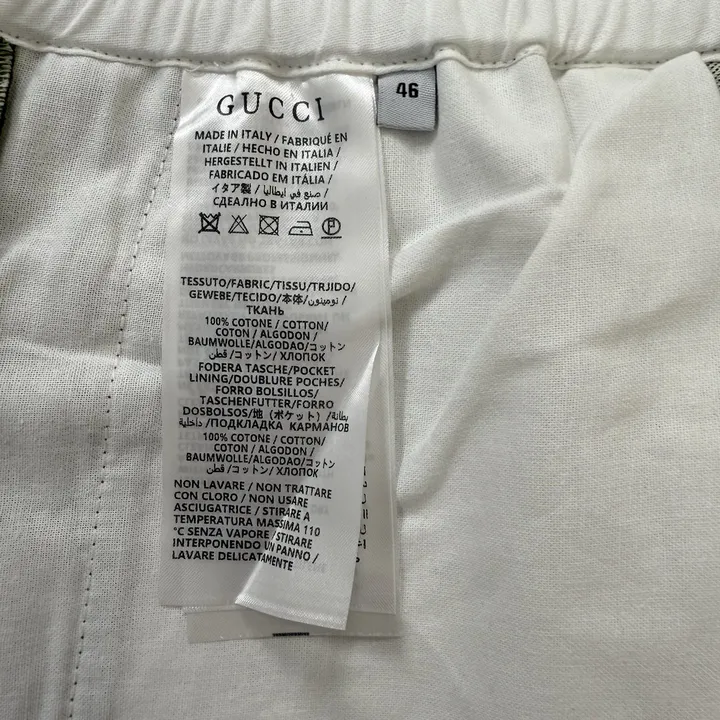 GUCCI
46
MADE IN ITALY / FABRIQUÉ EN
ITALIE / HECHO EN ITALIA /
HERGESTELLT IN ITALIEN /
FABRICADO EM ITÁLIA /
イタア製 / صنع في ايطاليا /
CДЕАЛНО В ИТАЛИИ
P
TESSUTO/FABRIC/TISSU/TRJIDO/
GEWEBE/TECIDO/本体/نومينون /
ТКАНЬ
100% COTONE / COTTON/
COTON / ALGODON /
BAUMWOLLE/ALGODAO/コットン
قطن /コットン/ ХЛОПОК
FODERA TASCHE/POCKET
LINING/DOUBLURE POCHES/
FORRO BOLSILLOS/
TASCHENFUTTER/FORRO
DOSBOLSOS/地 (ポケット) /بطانة
داخلية /ПОДКЛАДКА КАРМАНОВ
100% COTONE / COTTON/
COTON / ALGODON /
BAUMWOLLE/ALGODAO/コットン
قطن /コットン/ ХЛОПОК
NON LAVARE / NON TRATTARE
CON CLORO / NON USARE
ASCIUGATRICE / STIRARE A
TEMPERATURA MASSIMA 110
°C SENZA VAPORE /STIRARE
INTERPONENDO UN PANNO /
LAVARE DELICATAMENTE